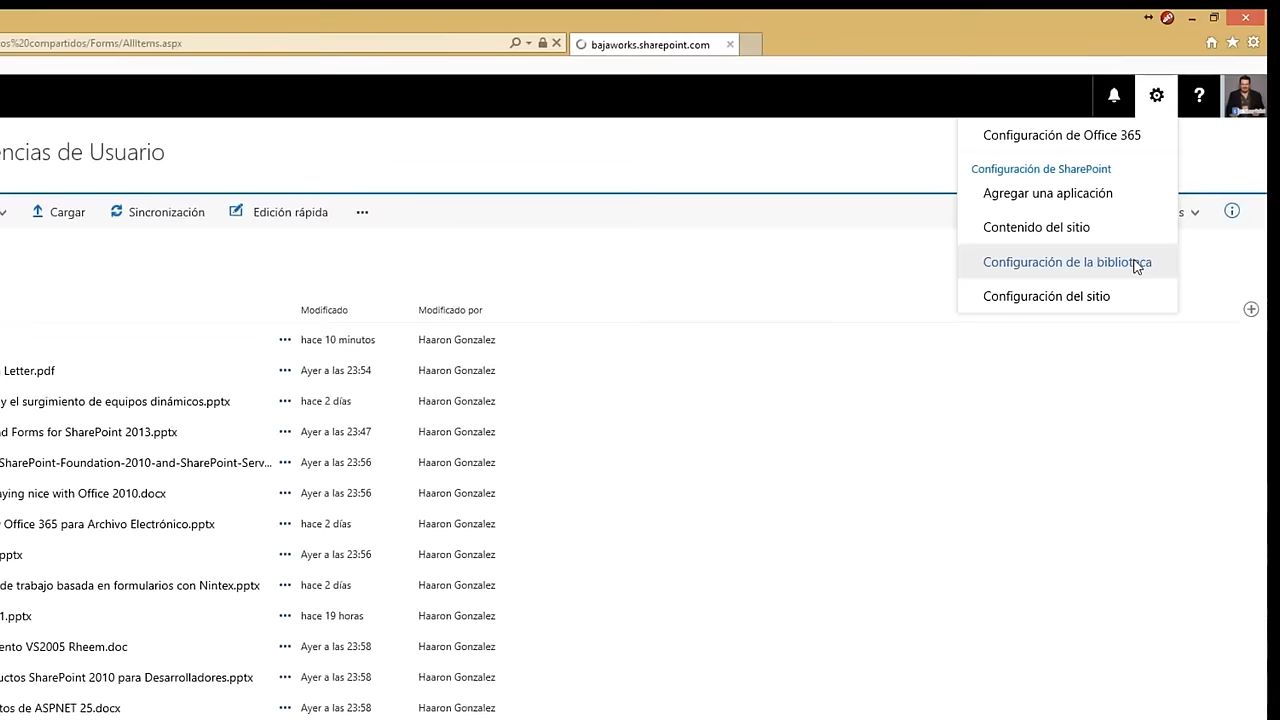 os%20compartidos/Forms/AllItems.aspx
bajaworks.sharepoint.com
?
Configuración de Office 365
encias de Usuario
Configuración de SharePoint
Agregar una aplicación
Cargar
Sincronización
Edición rápida
...
s
Contenido del sitio
Configuración de la biblioteca
Configuración del sitio
Modificado
Modificado por
... hace 10 minutos Haaron Gonzalez
Letter.pdf ... Ayer a las 23:54 Haaron Gonzalez
y el surgimiento de equipos dinámicos.pptx ... hace 2 días Haaron Gonzalez
d Forms for SharePoint 2013.pptx ... Ayer a las 23:47 Haaron Gonzalez
SharePoint-Foundation-2010-and-SharePoint-Serv... ... Ayer a las 23:56 Haaron Gonzalez
ying nice with Office 2010.docx ... Ayer a las 23:56 Haaron Gonzalez
Office 365 para Archivo Electrónico.pptx ... hace 2 días Haaron Gonzalez
pptx ... Ayer a las 23:56 Haaron Gonzalez
de trabajo basada en formularios con Nintex.pptx ... hace 2 días Haaron Gonzalez
1.pptx ... hace 19 horas Haaron Gonzalez
ento VS2005 Rheem.doc ... Ayer a las 23:58 Haaron Gonzalez
uctos SharePoint 2010 para Desarrolladores.pptx ... Ayer a las 23:58 Haaron Gonzalez
tos de ASPNET 25.docx ... Ayer a las 23:58 Haaron Gonzalez